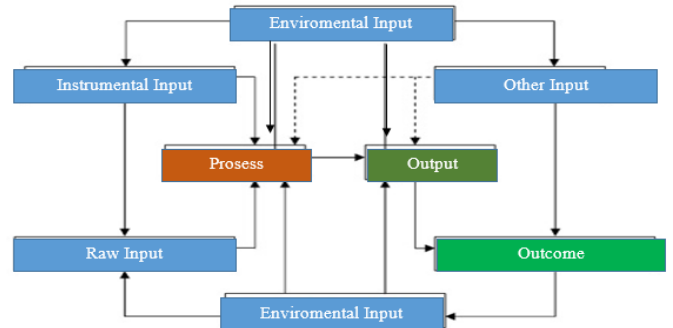 Enviromental Input
Instrumental Input
Other Input
Prosess
Output
Raw Input
Outcome
Enviromental Input